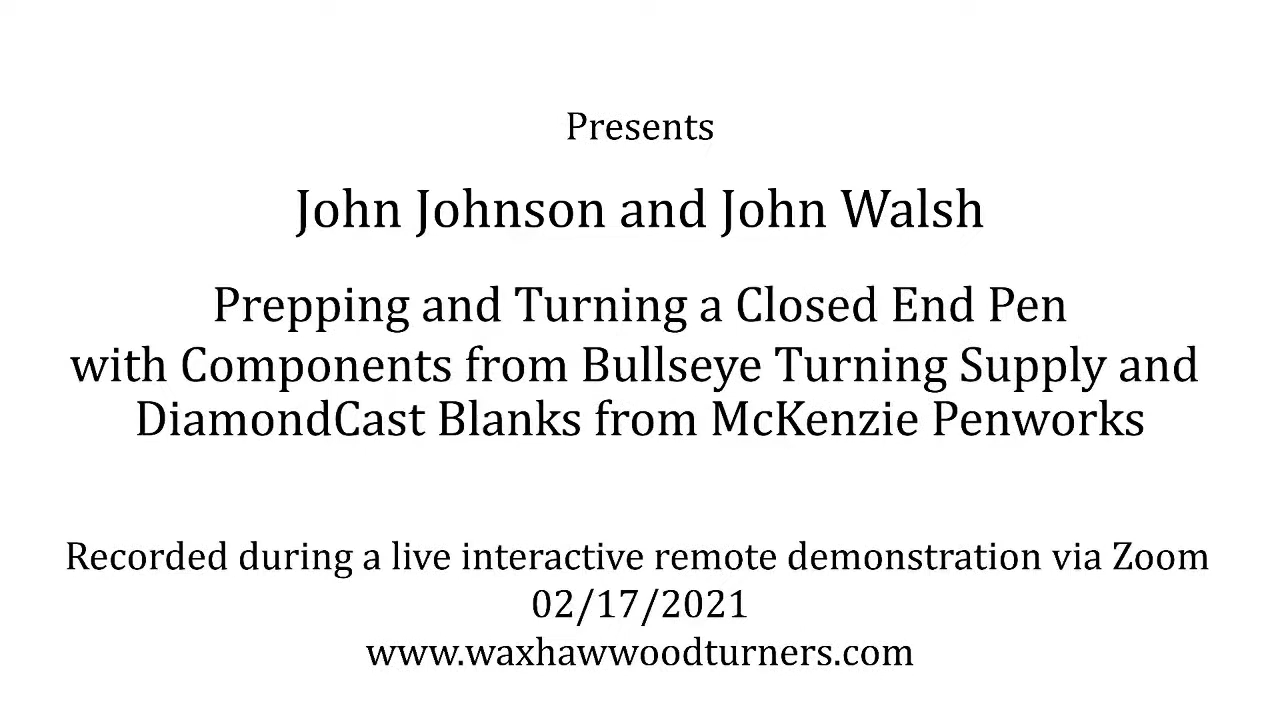 Presents
John Johnson and John Walsh
Prepping and Turning a Closed End Pen
with Components from Bullseye Turning Supply and
DiamondCast Blanks from McKenzie Penworks
Recorded during a live interactive remote demonstration via Zoom
02/17/2021
www.waxhawwoodturners.com